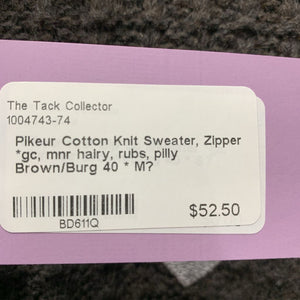 The Tack Collector
1004743-74
Pikeur Cotton Knit Sweater, Zipper
*gc, mnr hairy, rubs, pilly
Brown/Burg 40 * M?
BD611Q
$52.50